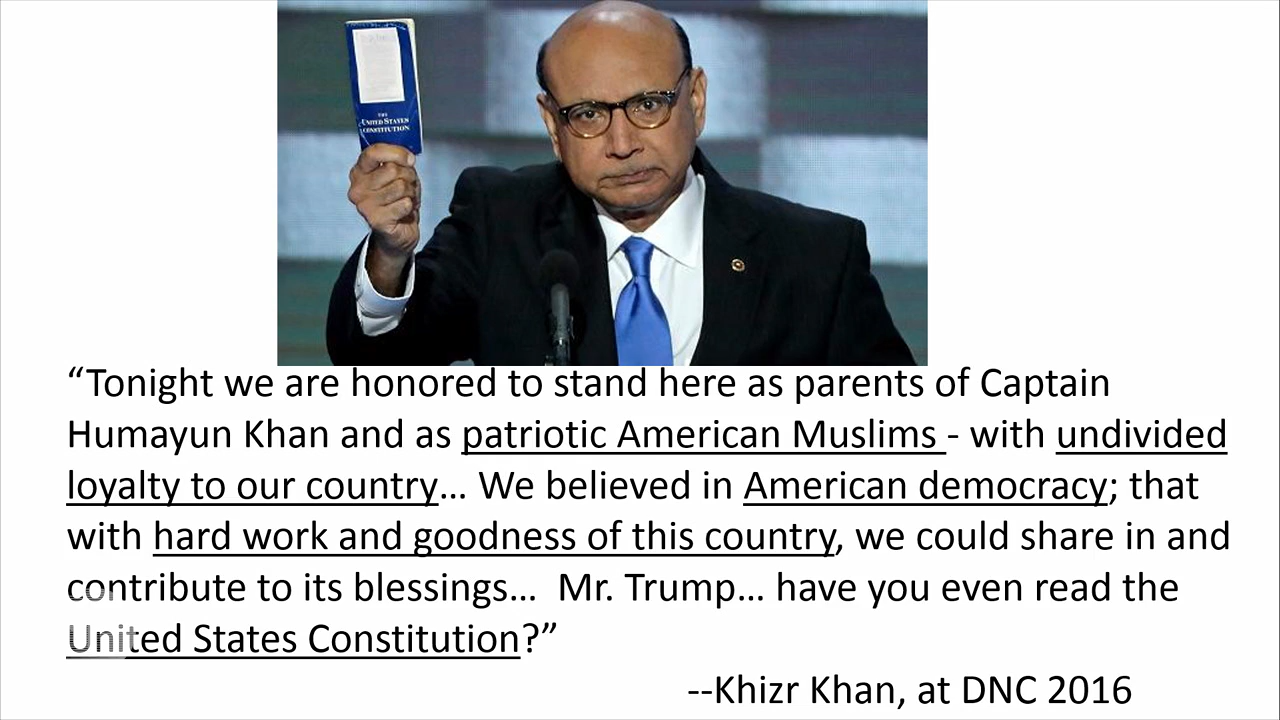 THE
UNITED STATES
CONSTITUTION
“Tonight we are honored to stand here as parents of Captain
Humayun Khan and as patriotic American Muslims - with undivided
loyalty to our country… We believed in American democracy; that
with hard work and goodness of this country, we could share in and
contribute to its blessings…  Mr. Trump… have you even read the
United States Constitution?”
--Khizr Khan, at DNC 2016